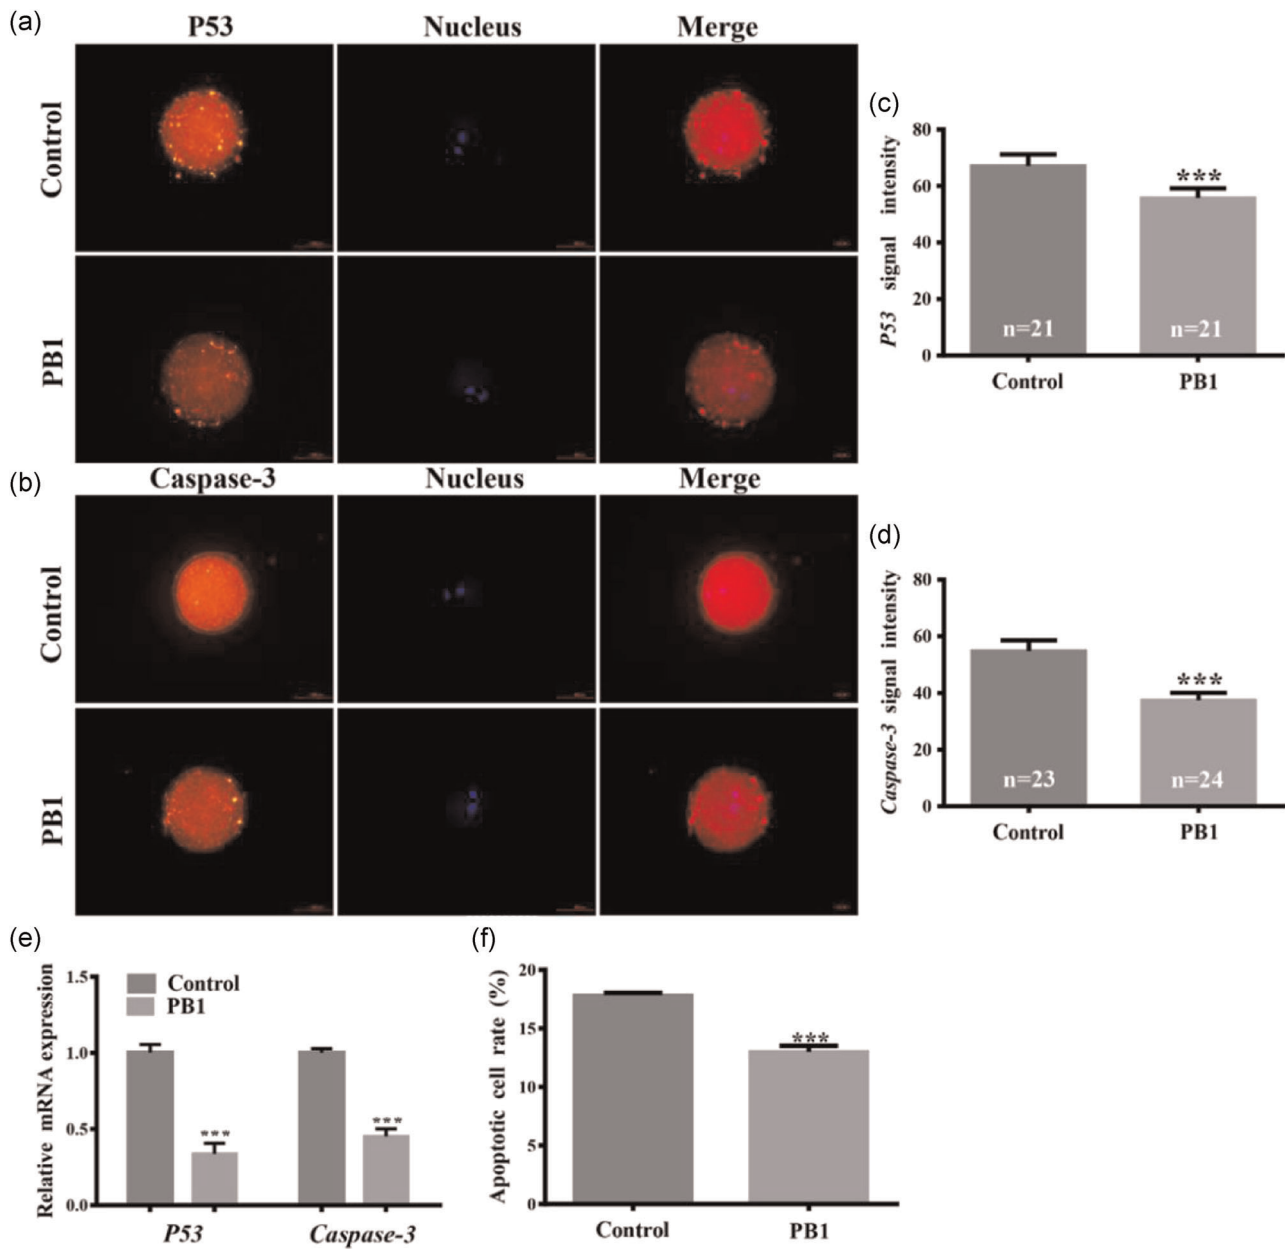 (a)
P53 Nucleus Merge
Control
PB1
(b)
Caspase-3 Nucleus Merge
Control
PB1
(c)
P53 signal intensity
80
60
40
20
0
***
n=21 n=21
Control PB1
(d)
Caspase-3 signal intensity
80
60
40
20
0
***
n=23 n=24
Control PB1
(e)
Relative mRNA expression
1.5
1.0
0.5
0.0
Control
PB1
*** ***
P53 Caspase-3
(f)
Apoptotic cell rate (%)
20
15
10
5
0
***
Control PB1